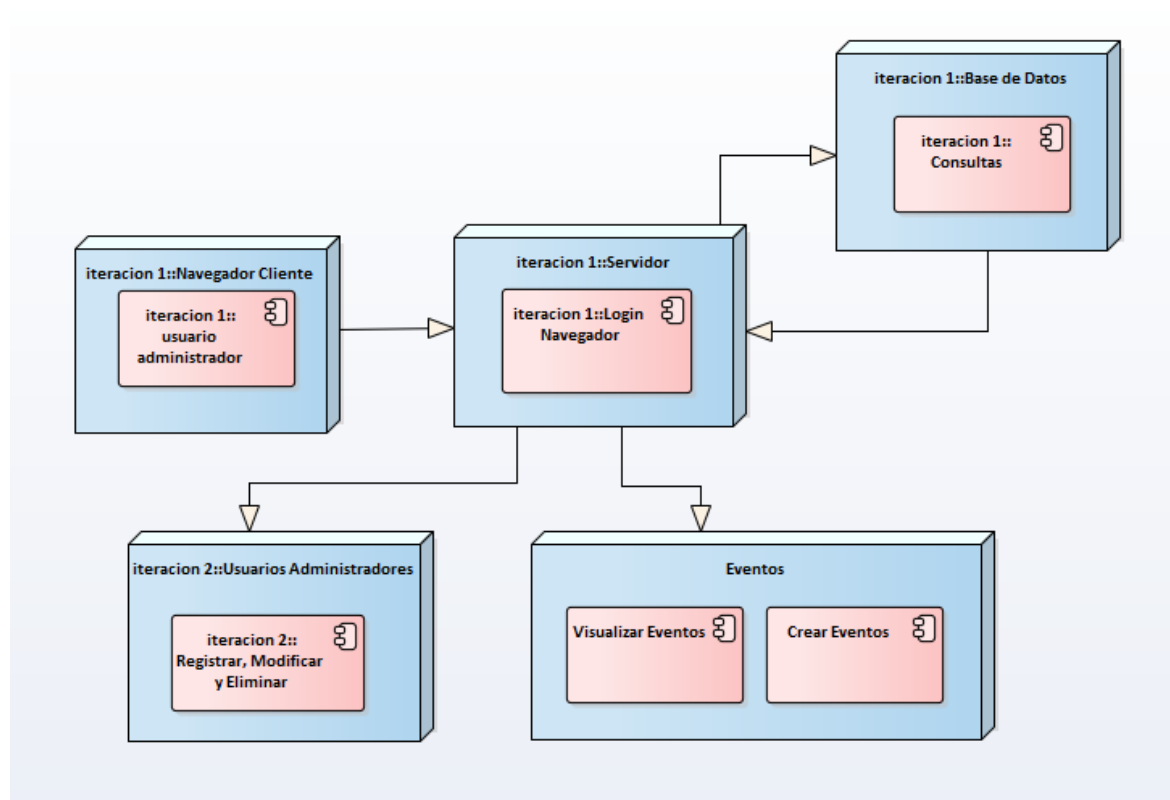 iteracion 1::Base de Datos
iteracion 1::
Consultas
iteracion 1::Navegador Cliente
iteracion 1::
usuario
administrador
iteracion 1::Servidor
iteracion 1::Login
Navegador
iteracion 2::Usuarios Administradores
iteracion 2::
Registrar, Modificar
y Eliminar
Eventos
Visualizar Eventos
Crear Eventos